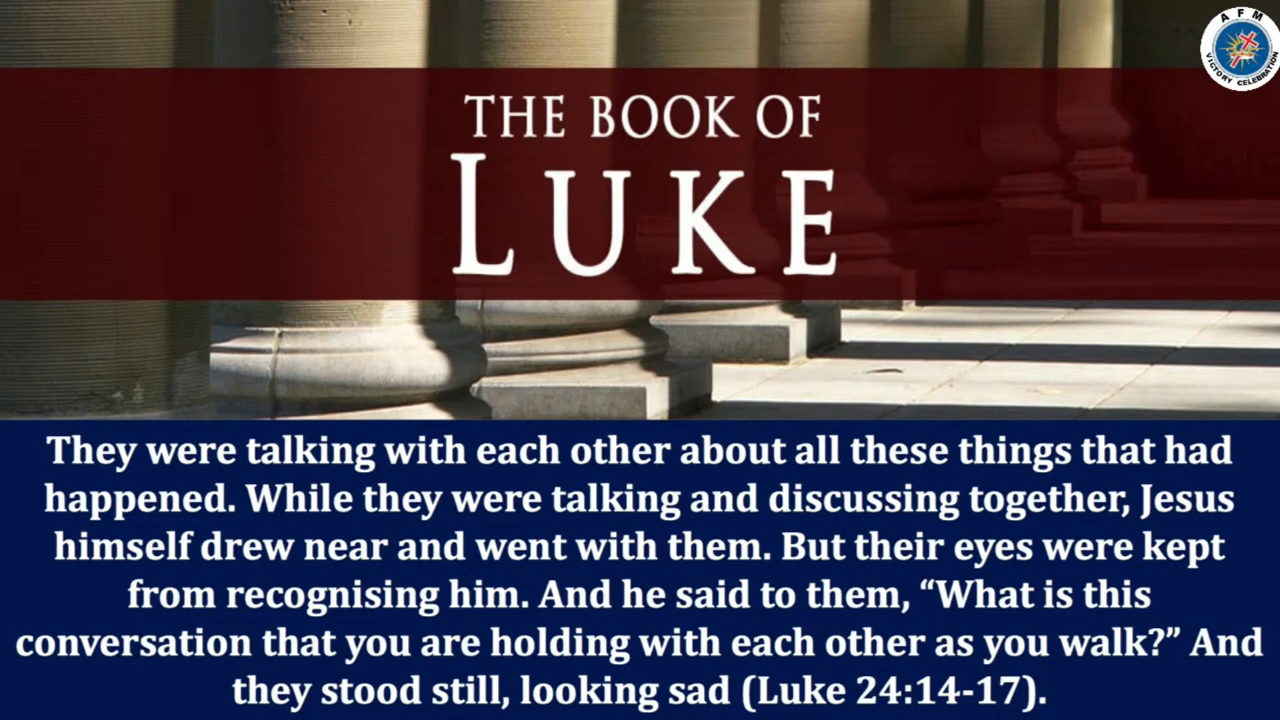 AFM
VICTORY CELEBRATION
THE BOOK OF
LUKE
They were talking with each other about all these things that had
happened. While they were talking and discussing together, Jesus
himself drew near and went with them. But their eyes were kept
from recognising him. And he said to them, “What is this
conversation that you are holding with each other as you walk?” And
they stood still, looking sad (Luke 24:14-17).